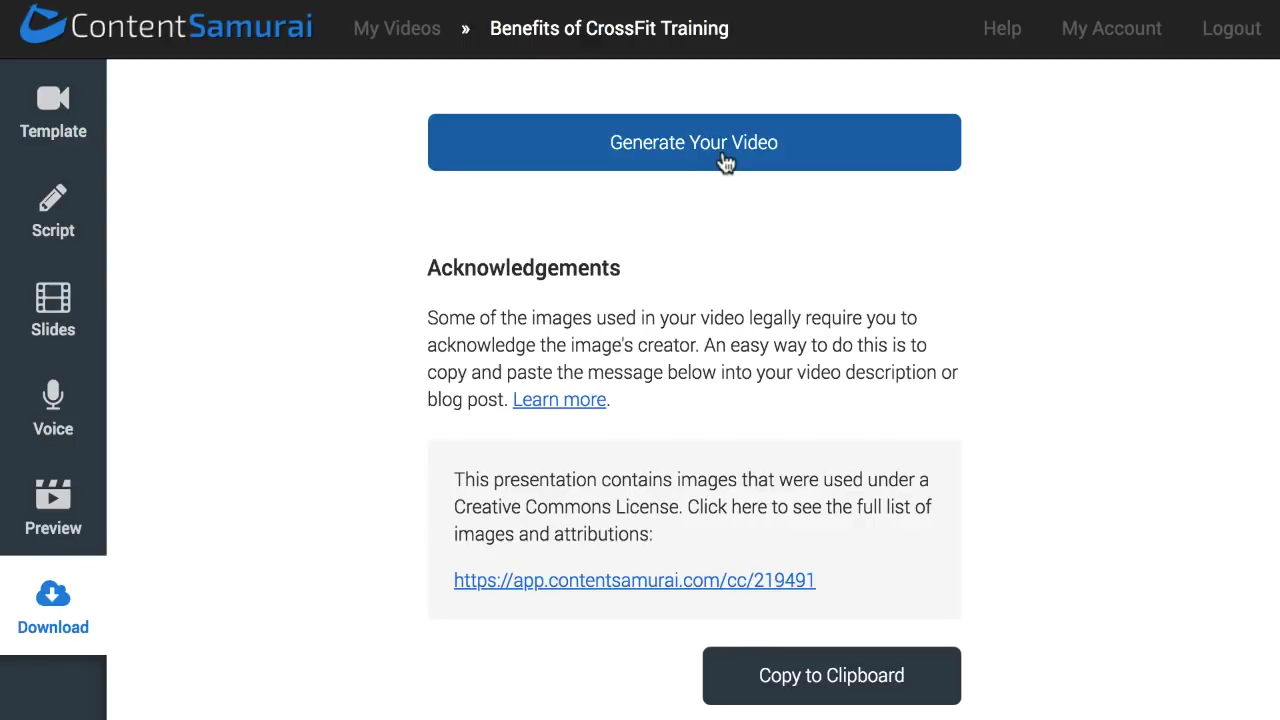 ContentSamurai My Videos » Benefits of CrossFit Training Help My Account Logout
Template
Script
Slides
Voice
Preview
Download
Generate Your Video
Acknowledgements
Some of the images used in your video legally require you to
acknowledge the image's creator. An easy way to do this is to
copy and paste the message below into your video description or
blog post. Learn more.
This presentation contains images that were used under a
Creative Commons License. Click here to see the full list of
images and attributions:
https://app.contentsamurai.com/cc/219491
Copy to Clipboard